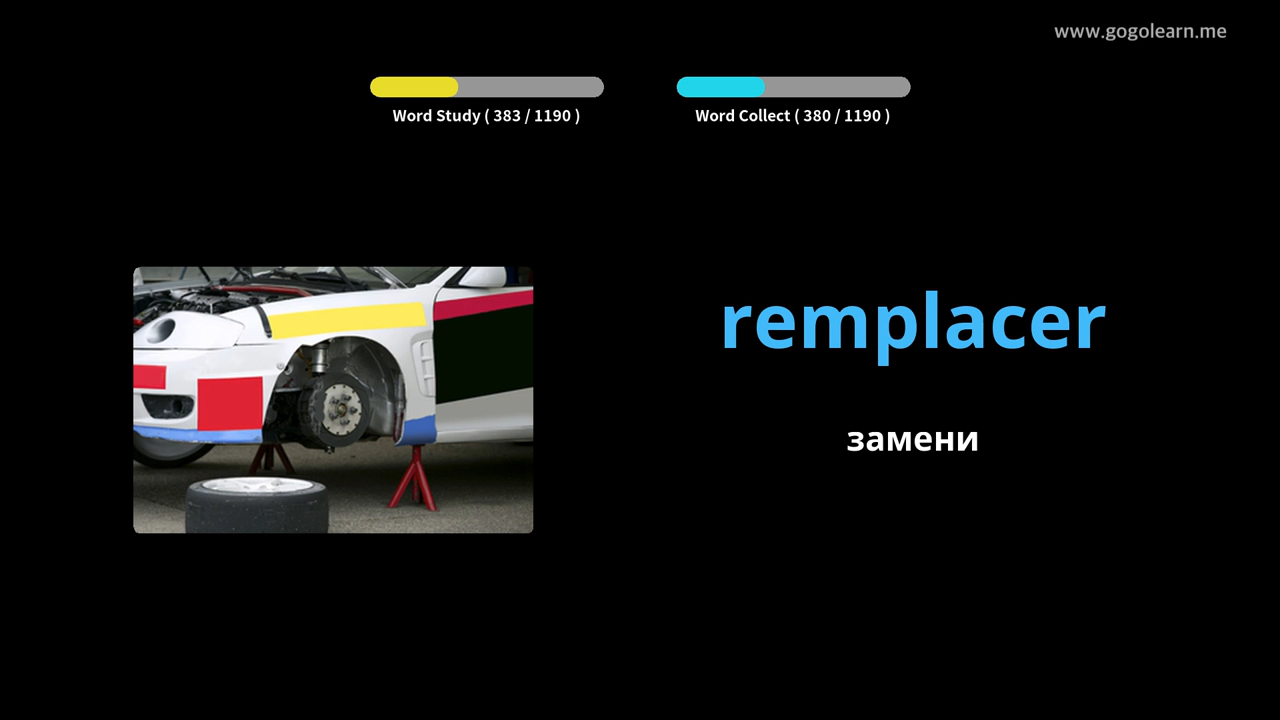 www.gogolearn.me
Word Study ( 383 / 1190 )
Word Collect ( 380 / 1190 )
remplacer
замени